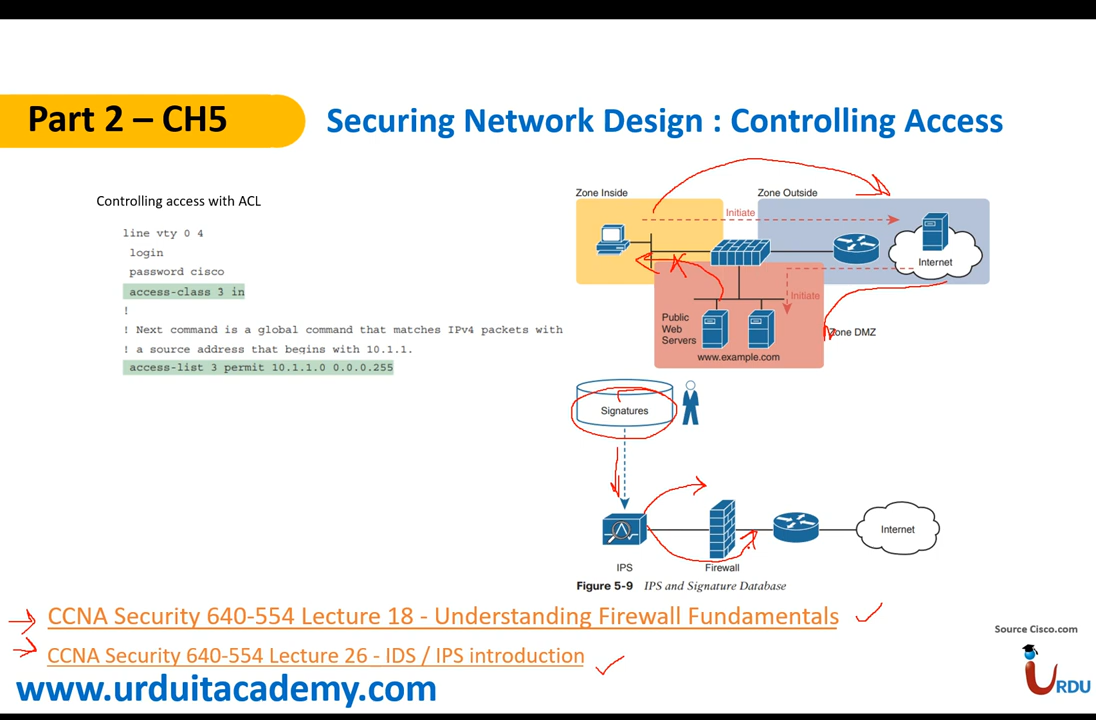 Part 2 – CH5
Securing Network Design : Controlling Access
Controlling access with ACL
line vty 0 4
login
password cisco
access-class 3 in
!
! Next command is a global command that matches IPv4 packets with
! a source address that begins with 10.1.1.
access-list 3 permit 10.1.1.0 0.0.0.255
Zone Inside
Zone Outside
Initiate
Internet
Initiate
Public
Web
Servers
www.example.com
Zone DMZ
Signatures
IPS
Firewall
Internet
Figure 5-9 IPS and Signature Database
CCNA Security 640-554 Lecture 18 - Understanding Firewall Fundamentals
CCNA Security 640-554 Lecture 26 - IDS / IPS introduction
www.urduitacademy.com
Source Cisco.com
URDU